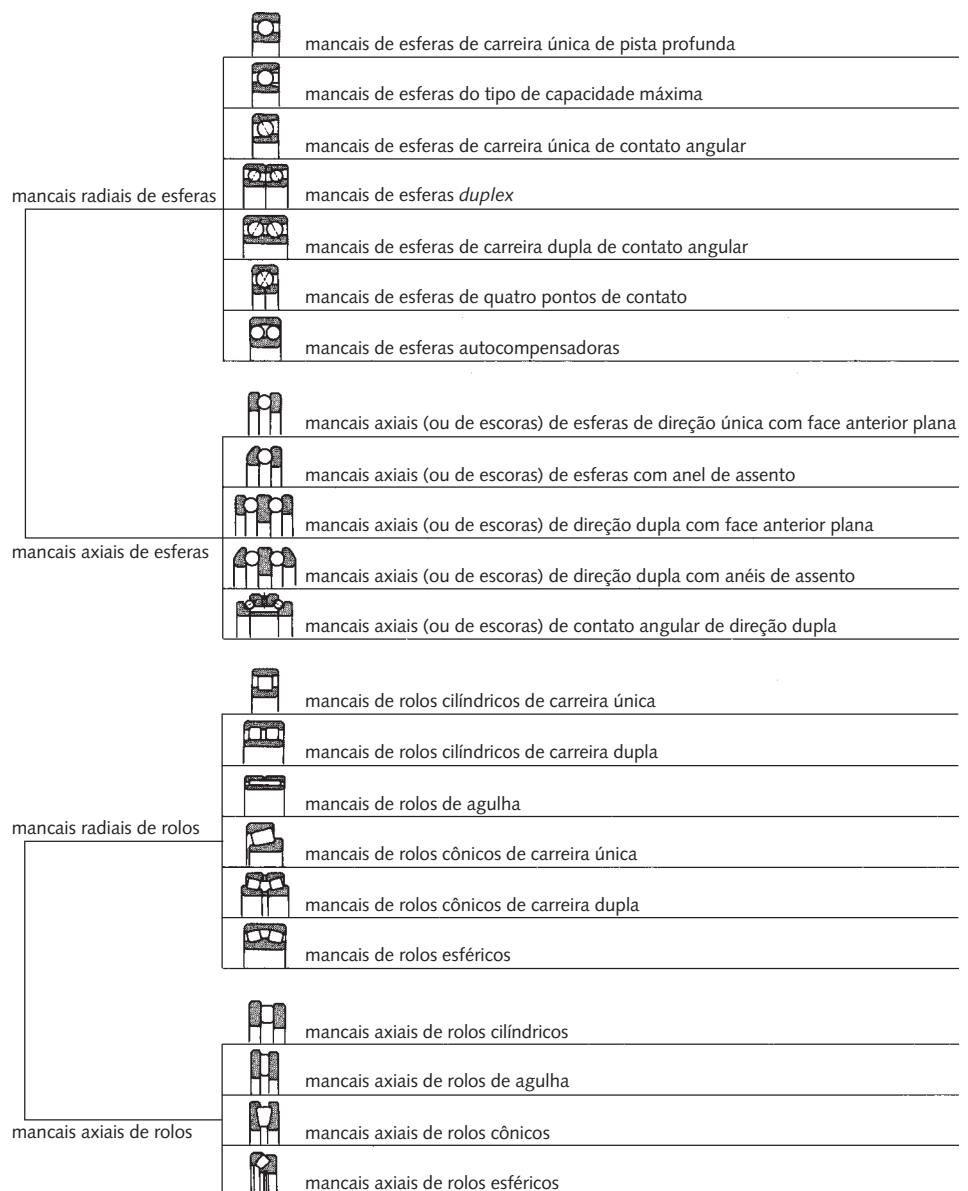 mancais de esferas de carreira única de pista profunda
mancais de esferas do tipo de capacidade máxima
mancais de esferas de carreira única de contato angular
mancais radiais de esferas
mancais de esferas duplex
mancais de esferas de carreira dupla de contato angular
mancais de esferas de quatro pontos de contato
mancais de esferas autocompensadoras
mancais axiais (ou de escoras) de esferas de direção única com face anterior plana
mancais axiais (ou de escoras) de esferas com anel de assento
mancais axiais (ou de escoras) de direção dupla com face anterior plana
mancais axiais de esferas
mancais axiais (ou de escoras) de direção dupla com anéis de assento
mancais axiais (ou de escoras) de contato angular de direção dupla
mancais de rolos cilíndricos de carreira única
mancais de rolos cilíndricos de carreira dupla
mancais de rolos de agulha
mancais radiais de rolos
mancais de rolos cônicos de carreira única
mancais de rolos cônicos de carreira dupla
mancais de rolos esféricos
mancais axiais de rolos cilíndricos
mancais axiais de rolos de agulha
mancais axiais de rolos
mancais axiais de rolos cônicos
mancais axiais de rolos esféricos